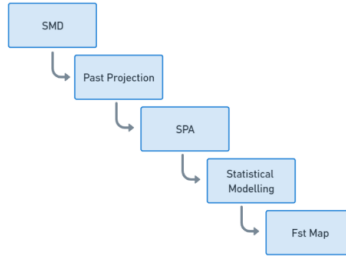 SMD
Past Projection
SPA
Statistical
Modelling
Fst Map